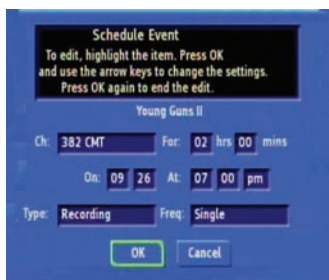 Schedule Event
To edit, highlight the item. Press OK
and use the arrow keys to change the settings.
Press OK again to end the edit.
Young Guns II
Ch: 382 CMT For: 02 hrs 00 mins
On: 09 26 At: 07 00 pm
Type: Recording Freq: Single
OK Cancel